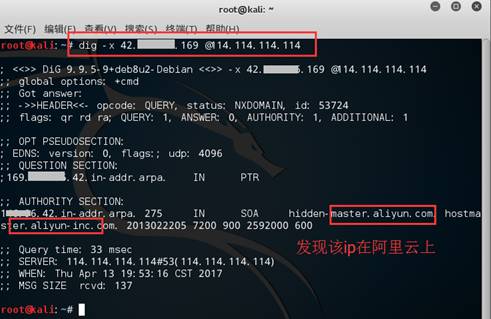 root@kali: ~
文件(F) 编辑(E) 查看(V) 搜索(S) 终端(T) 帮助(H)
root@kali:~# dig -x 42. .169 @114.114.114.114
; <<>> DiG 9.9.5-9+deb8u2-Debian <<>> -x 42. 6.169 @114.114.114.114
;; global options: +cmd
;; Got answer:
;; ->>HEADER<<- opcode: QUERY, status: NXDOMAIN, id: 53724
;; flags: qr rd ra; QUERY: 1, ANSWER: 0, AUTHORITY: 1, ADDITIONAL: 1
;; OPT PSEUDOSECTION:
; EDNS: version: 0, flags:; udp: 4096
;; QUESTION SECTION:
;169. .42.in-addr.arpa. IN PTR
;; AUTHORITY SECTION:
.42.in-addr.arpa. 275 IN SOA hidden-master.aliyun.com. hostma
ster.aliyun-inc.com. 2013022205 7200 900 2592000 600
发现该ip在阿里云上
;; Query time: 33 msec
;; SERVER: 114.114.114.114#53(114.114.114.114)
;; WHEN: Thu Apr 13 19:53:16 CST 2017
;; MSG SIZE rcvd: 137
root@kali:~#